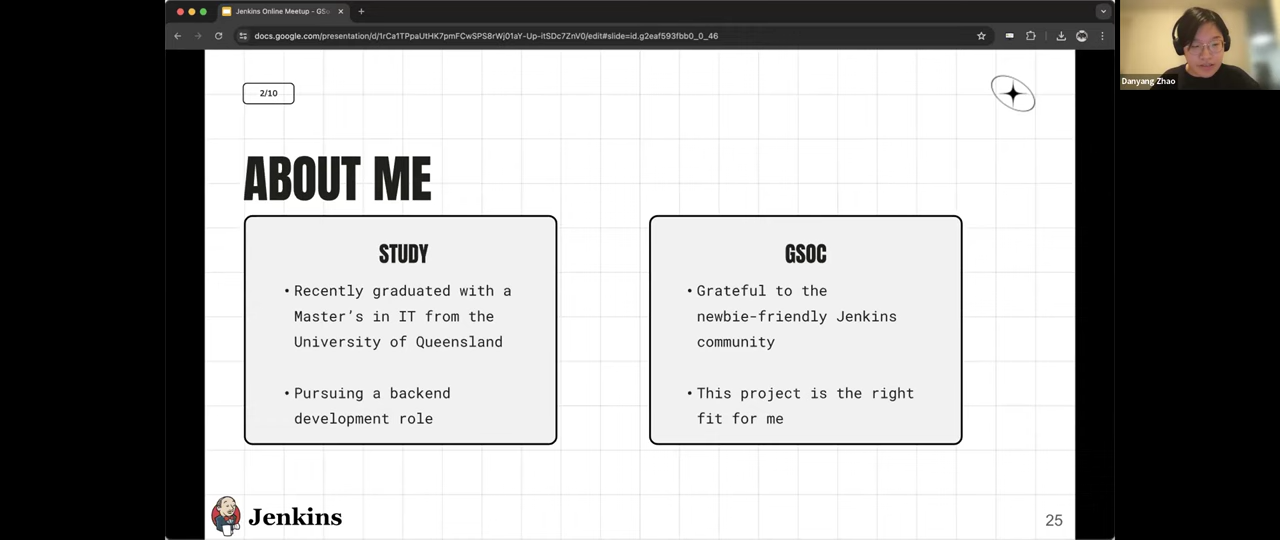 Jenkins Online Meetup - GSo
docs.google.com/presentation/d/1rCa1TPpaUtHK7pmFCwSPS8rWj01aY-Up-itSDc7ZnV0/edit#slide=id.g2eaf593fbb0_0_46
Danyang Zhao
2/10
ABOUT ME
STUDY
• Recently graduated with a
Master's in IT from the
University of Queensland
• Pursuing a backend
development role
GSOC
• Grateful to the
newbie-friendly Jenkins
community
• This project is the right
fit for me
Jenkins
25